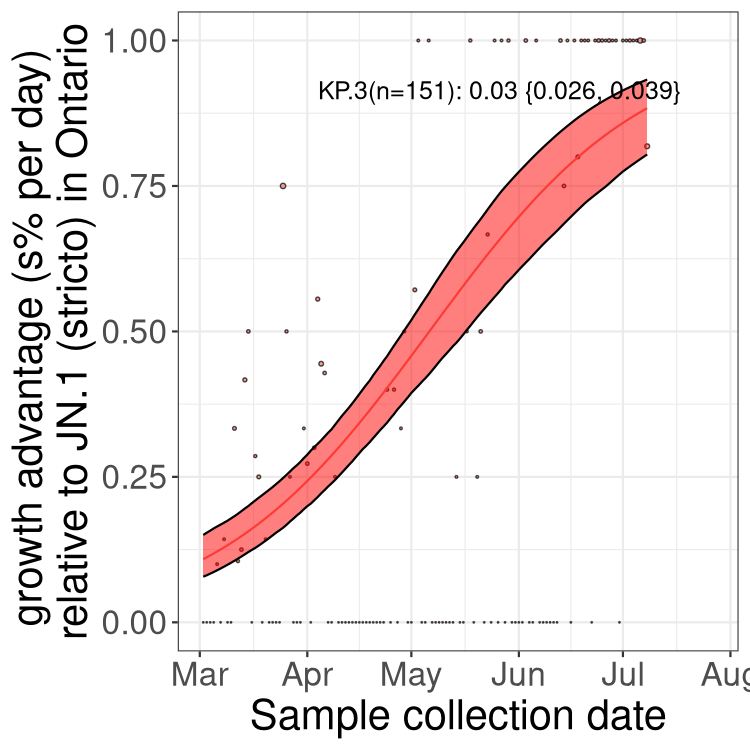 growth advantage (s% per day)
relative to JN.1 (stricto) in Ontario
1.00
0.75
0.50
0.25
0.00
KP.3(n=151): 0.03 {0.026, 0.039}
Mar Apr May Jun Jul Aug
Sample collection date